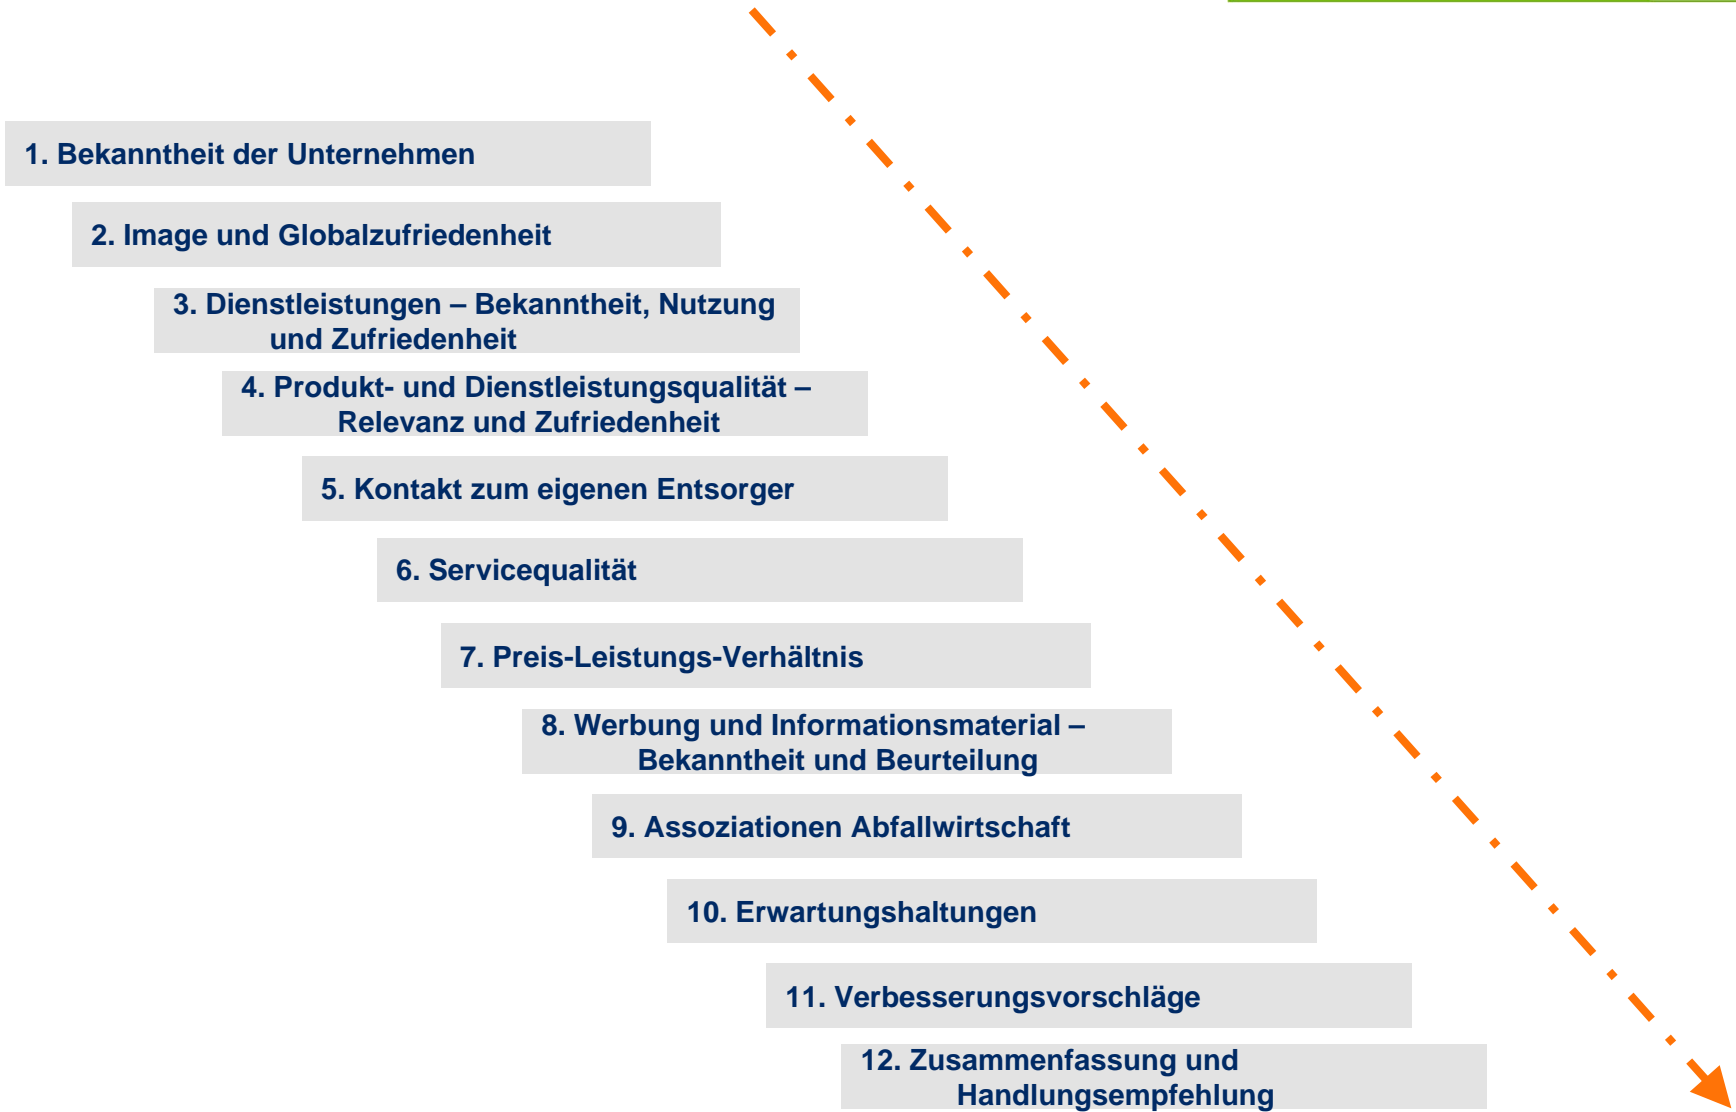 1. Bekanntheit der Unternehmen
2. Image und Globalzufriedenheit
3. Dienstleistungen – Bekanntheit, Nutzung
und Zufriedenheit
4. Produkt- und Dienstleistungsqualität –
Relevanz und Zufriedenheit
5. Kontakt zum eigenen Entsorger
6. Servicequalität
7. Preis-Leistungs-Verhältnis
8. Werbung und Informationsmaterial –
Bekanntheit und Beurteilung
9. Assoziationen Abfallwirtschaft
10. Erwartungshaltungen
11. Verbesserungsvorschläge
12. Zusammenfassung und
Handlungsempfehlung